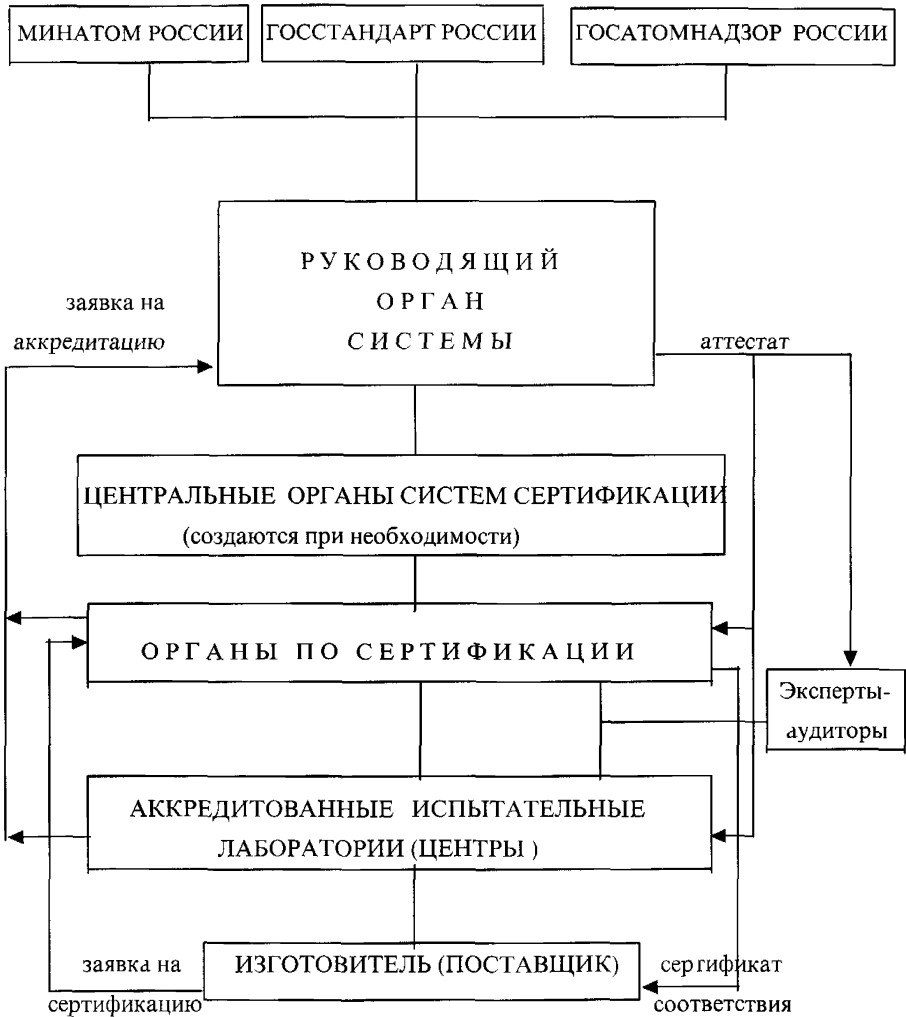 МИНАТОМ РОССИИ
ГОССТАНДАРТ РОССИИ
ГОСАТОМНАДЗОР РОССИИ
РУКОВОДЯЩИЙ
ОРГАН
СИСТЕМЫ
заявка на
аккредитацию
аттестат
ЦЕНТРАЛЬНЫЕ ОРГАНЫ СИСТЕМ СЕРТИФИКАЦИИ
(создаются при необходимости)
ОРГАНЫ ПО СЕРТИФИКАЦИИ
Эксперты-
аудиторы
АККРЕДИТОВАННЫЕ ИСПЫТАТЕЛЬНЫЕ
ЛАБОРАТОРИИ (ЦЕНТРЫ )
заявка на
сертификацию
ИЗГОТОВИТЕЛЬ (ПОСТАВЩИК)
сертификат
соответствия